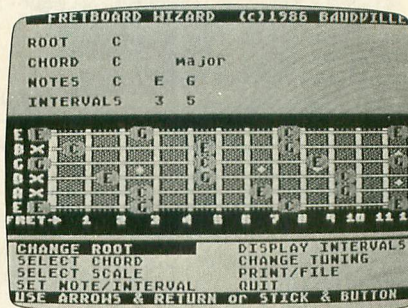 FRETBOARD WIZARD (c)1986 BAUDVILLE
ROOT C
CHORD C Major
NOTES C E G
INTERVALS 3 5
E E G C
B X C E G
G G C E
D X E G C
A X C E G
E E G C
FRET→ 1 2 3 4 5 6 7 8 9 10 11
CHANGE ROOT DISPLAY INTERVALS
SELECT CHORD CHANGE TUNING
SELECT SCALE PRINT/FILE
SET NOTE/INTERVAL QUIT
USE ARROWS & RETURN or STICK & BUTTON